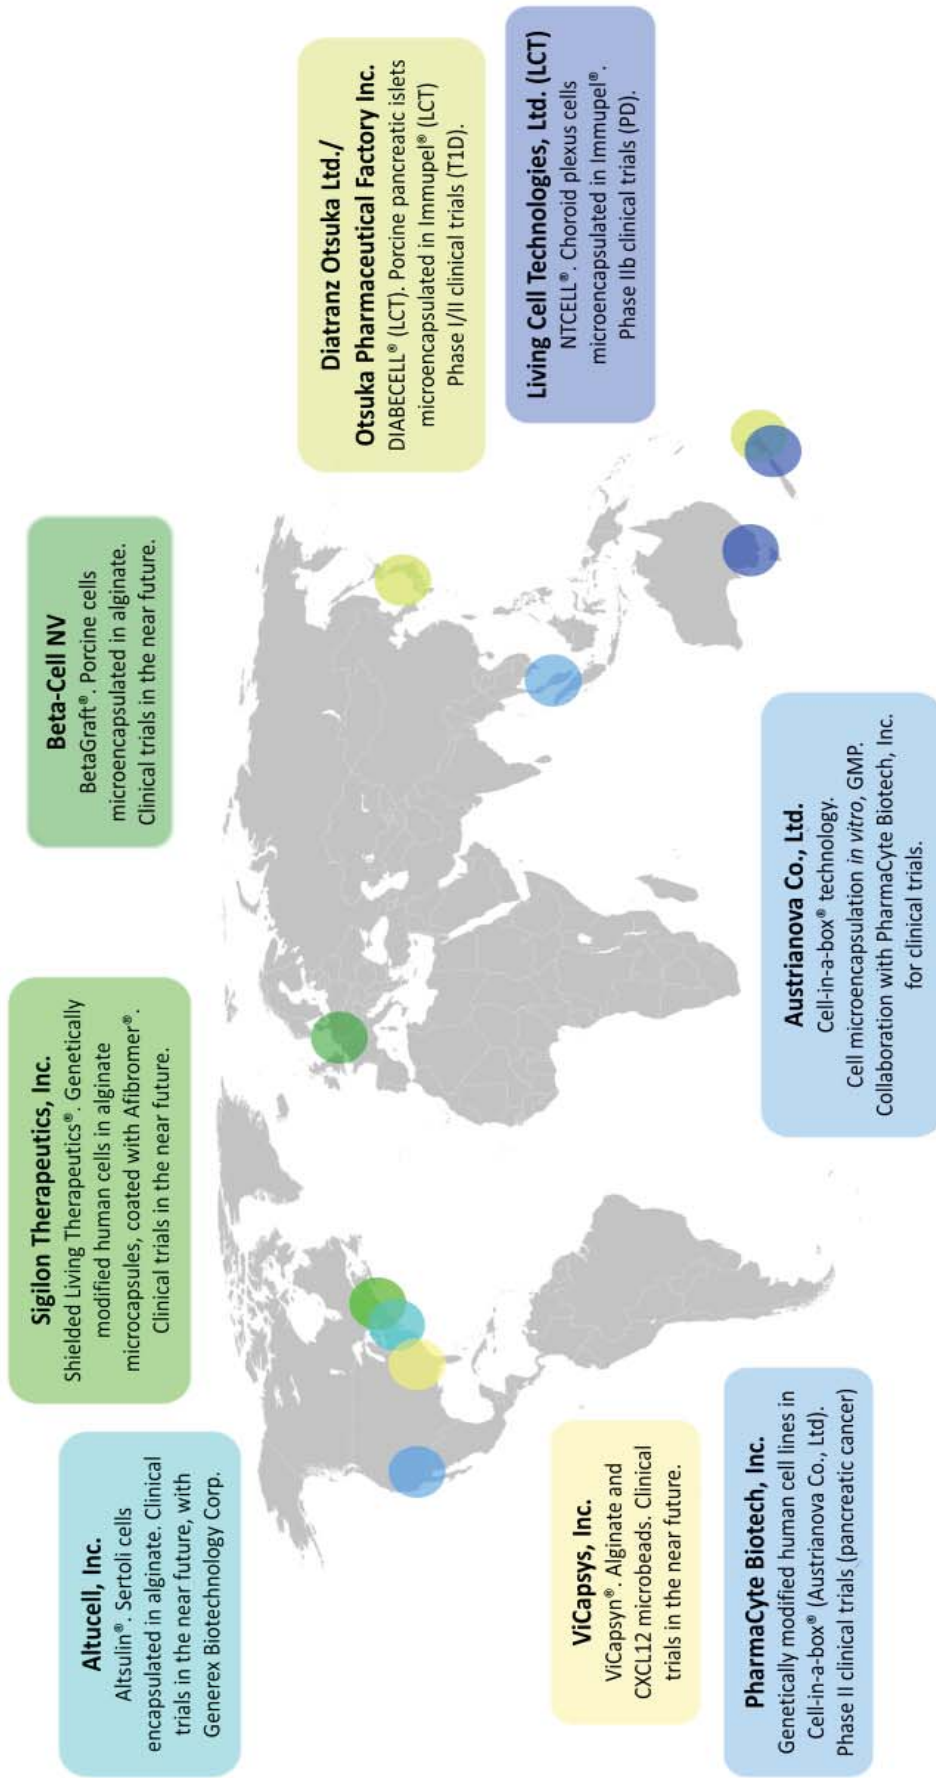 Altucell, Inc.
Altsulin®. Sertoli cells
encapsulated in alginate. Clinical
trials in the near future, with
Generex Biotechnology Corp.
Sigilon Therapeutics, Inc.
Shielded Living Therapeutics®. Genetically
modified human cells in alginate
microcapsules, coated with Afibromer®.
Clinical trials in the near future.
Beta-Cell NV
BetaGraft®. Porcine cells
microencapsulated in alginate.
Clinical trials in the near future.
Diatranz Otsuka Ltd./
Otsuka Pharmaceutical Factory Inc.
DIABECELL® (LCT). Porcine pancreatic islets
microencapsulated in Immupel® (LCT)
Phase I/II clinical trials (T1D).
Living Cell Technologies, Ltd. (LCT)
NTCELL®. Choroid plexus cells
microencapsulated in Immupel®.
Phase IIb clinical trials (PD).
ViCapsys, Inc.
ViCapsyn®. Alginate and
CXCL12 microbeads. Clinical
trials in the near future.
PharmaCyte Biotech, Inc.
Genetically modified human cell lines in
Cell-in-a-box® (Austrianova Co., Ltd).
Phase II clinical trials (pancreatic cancer)
Austrianova Co., Ltd.
Cell-in-a-box® technology.
Cell microencapsulation in vitro, GMP.
Collaboration with PharmaCyte Biotech, Inc.
for clinical trials.